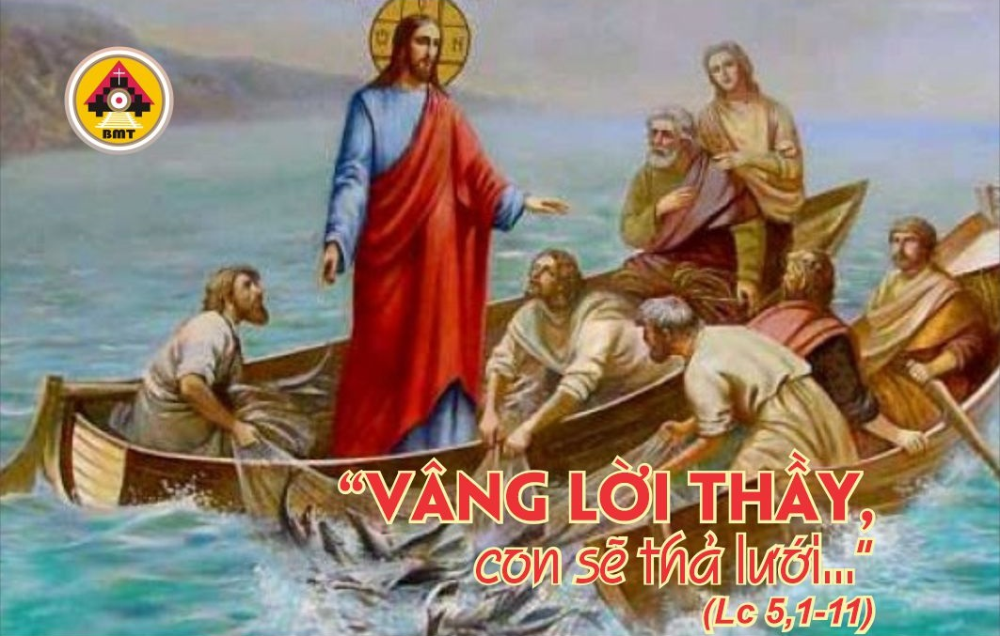 BMT
“VÂNG LỜI THẦY,
con sẽ thả lưới...”
(Lc 5,1-11)